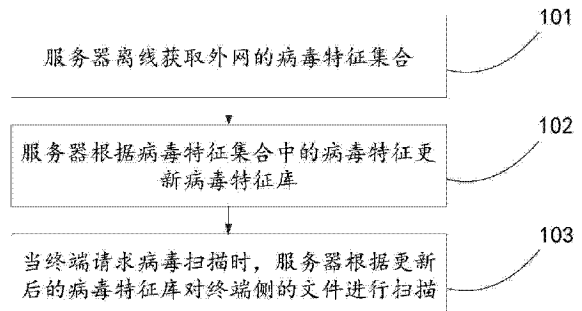 101
服务器离线获取外网的病毒特征集合
102
服务器根据病毒特征集合中的病毒特征更
新病毒特征库
103
当终端请求病毒扫描时，服务器根据更新
后的病毒特征库对终端侧的文件进行扫描